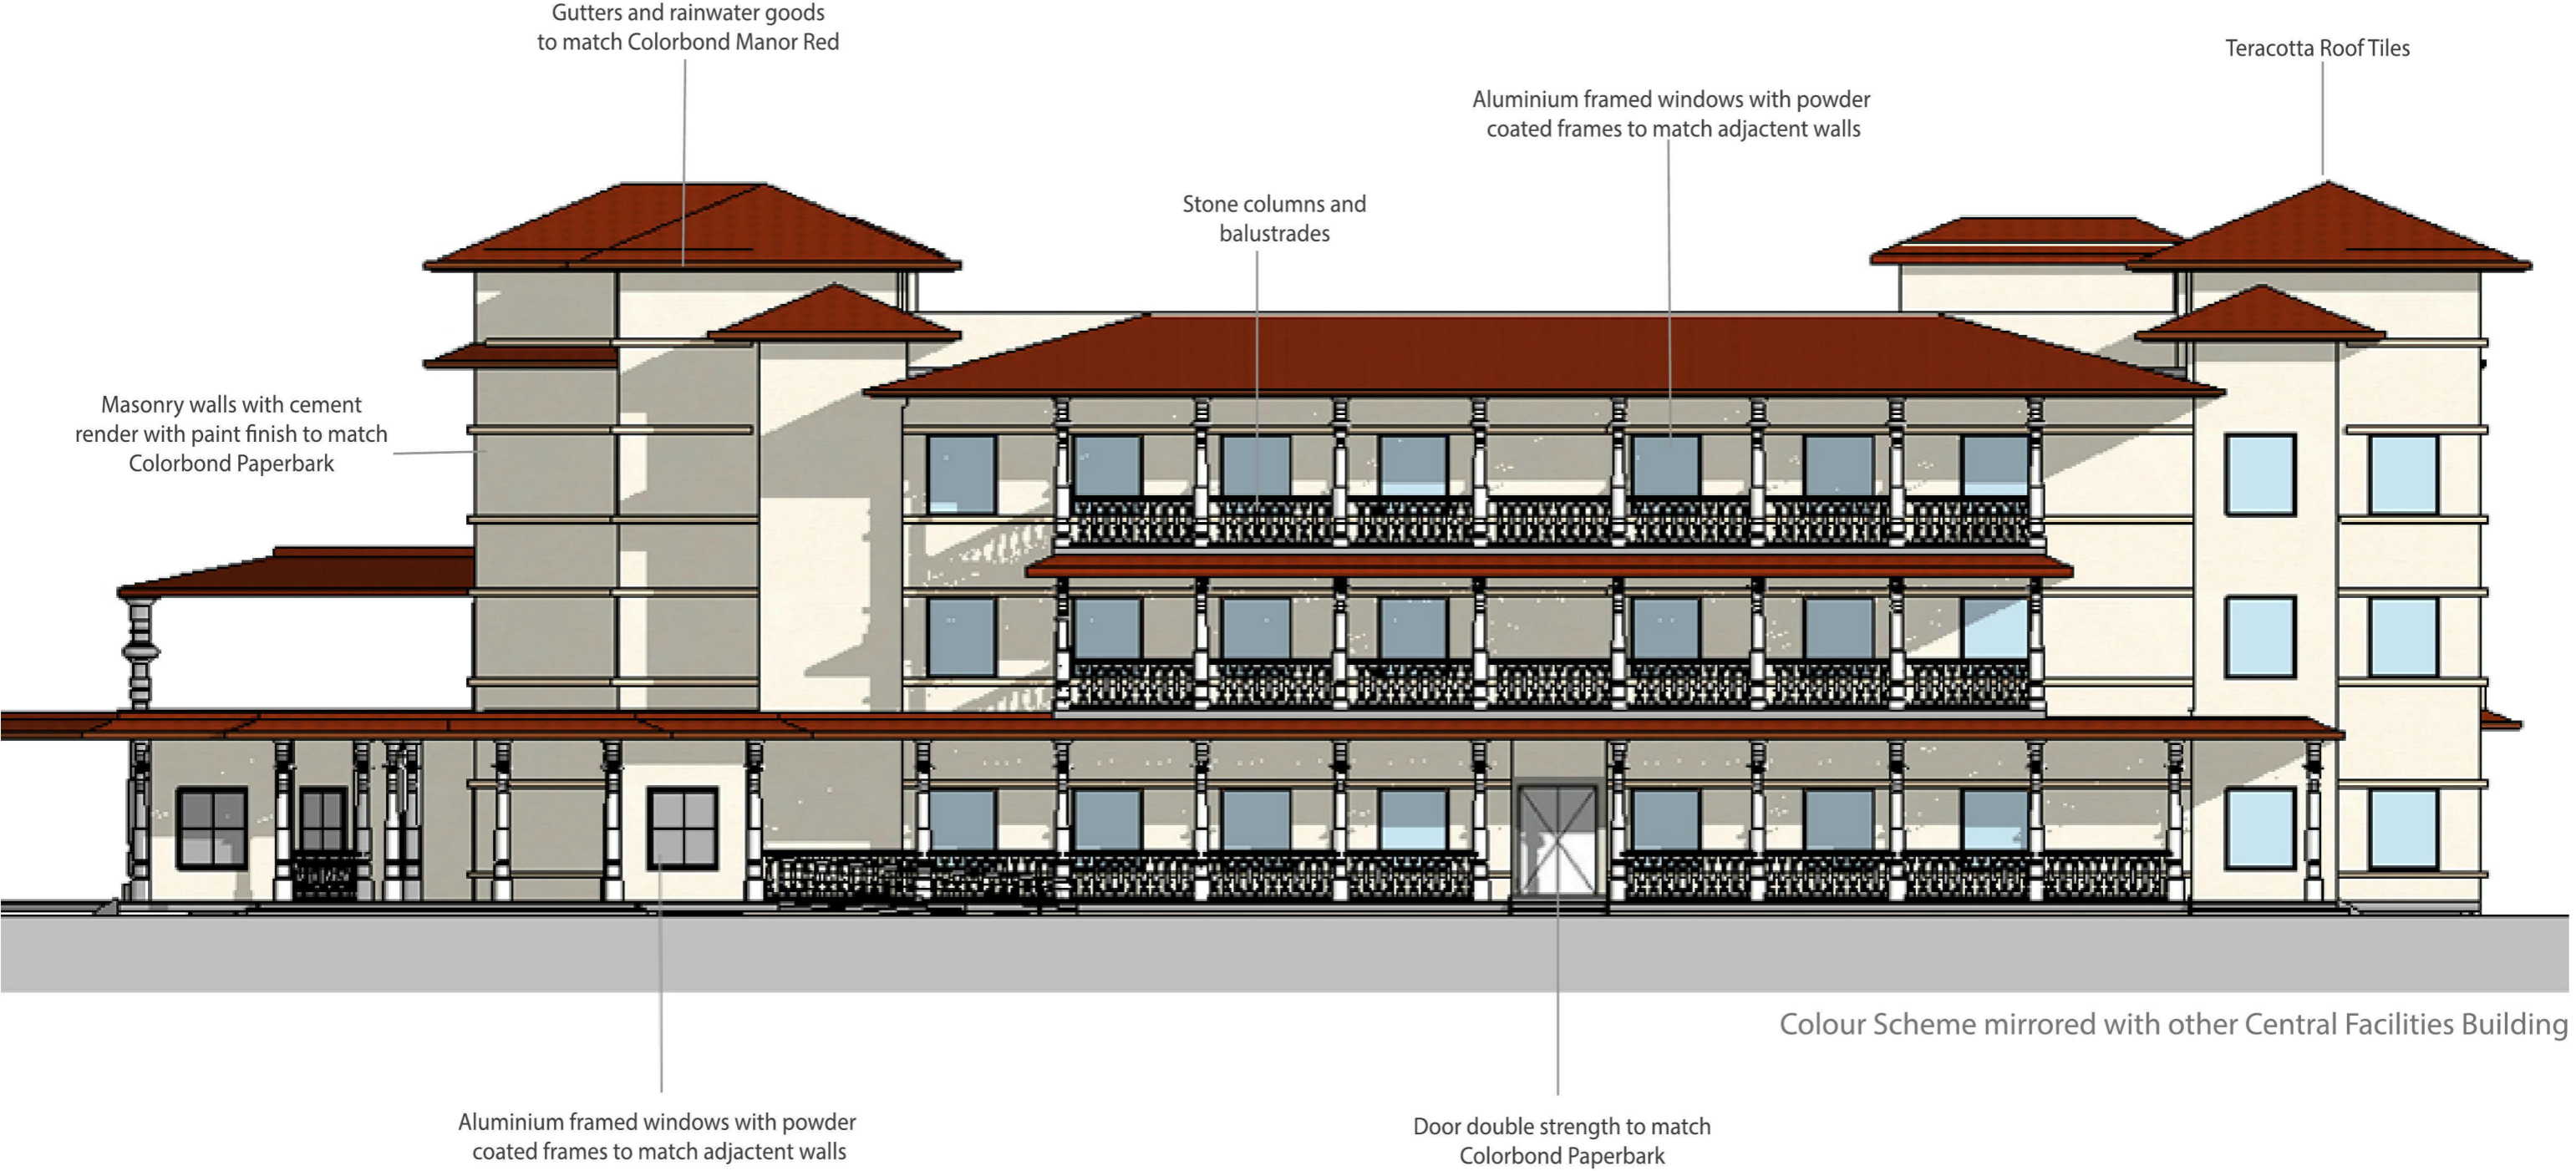 Gutters and rainwater goods
to match Colorbond Manor Red
Teracotta Roof Tiles
Aluminium framed windows with powder
coated frames to match adjactent walls
Stone columns and
balustrades
Masonry walls with cement
render with paint finish to match
Colorbond Paperbark
Colour Scheme mirrored with other Central Facilities Building
Aluminium framed windows with powder
coated frames to match adjactent walls
Door double strength to match
Colorbond Paperbark